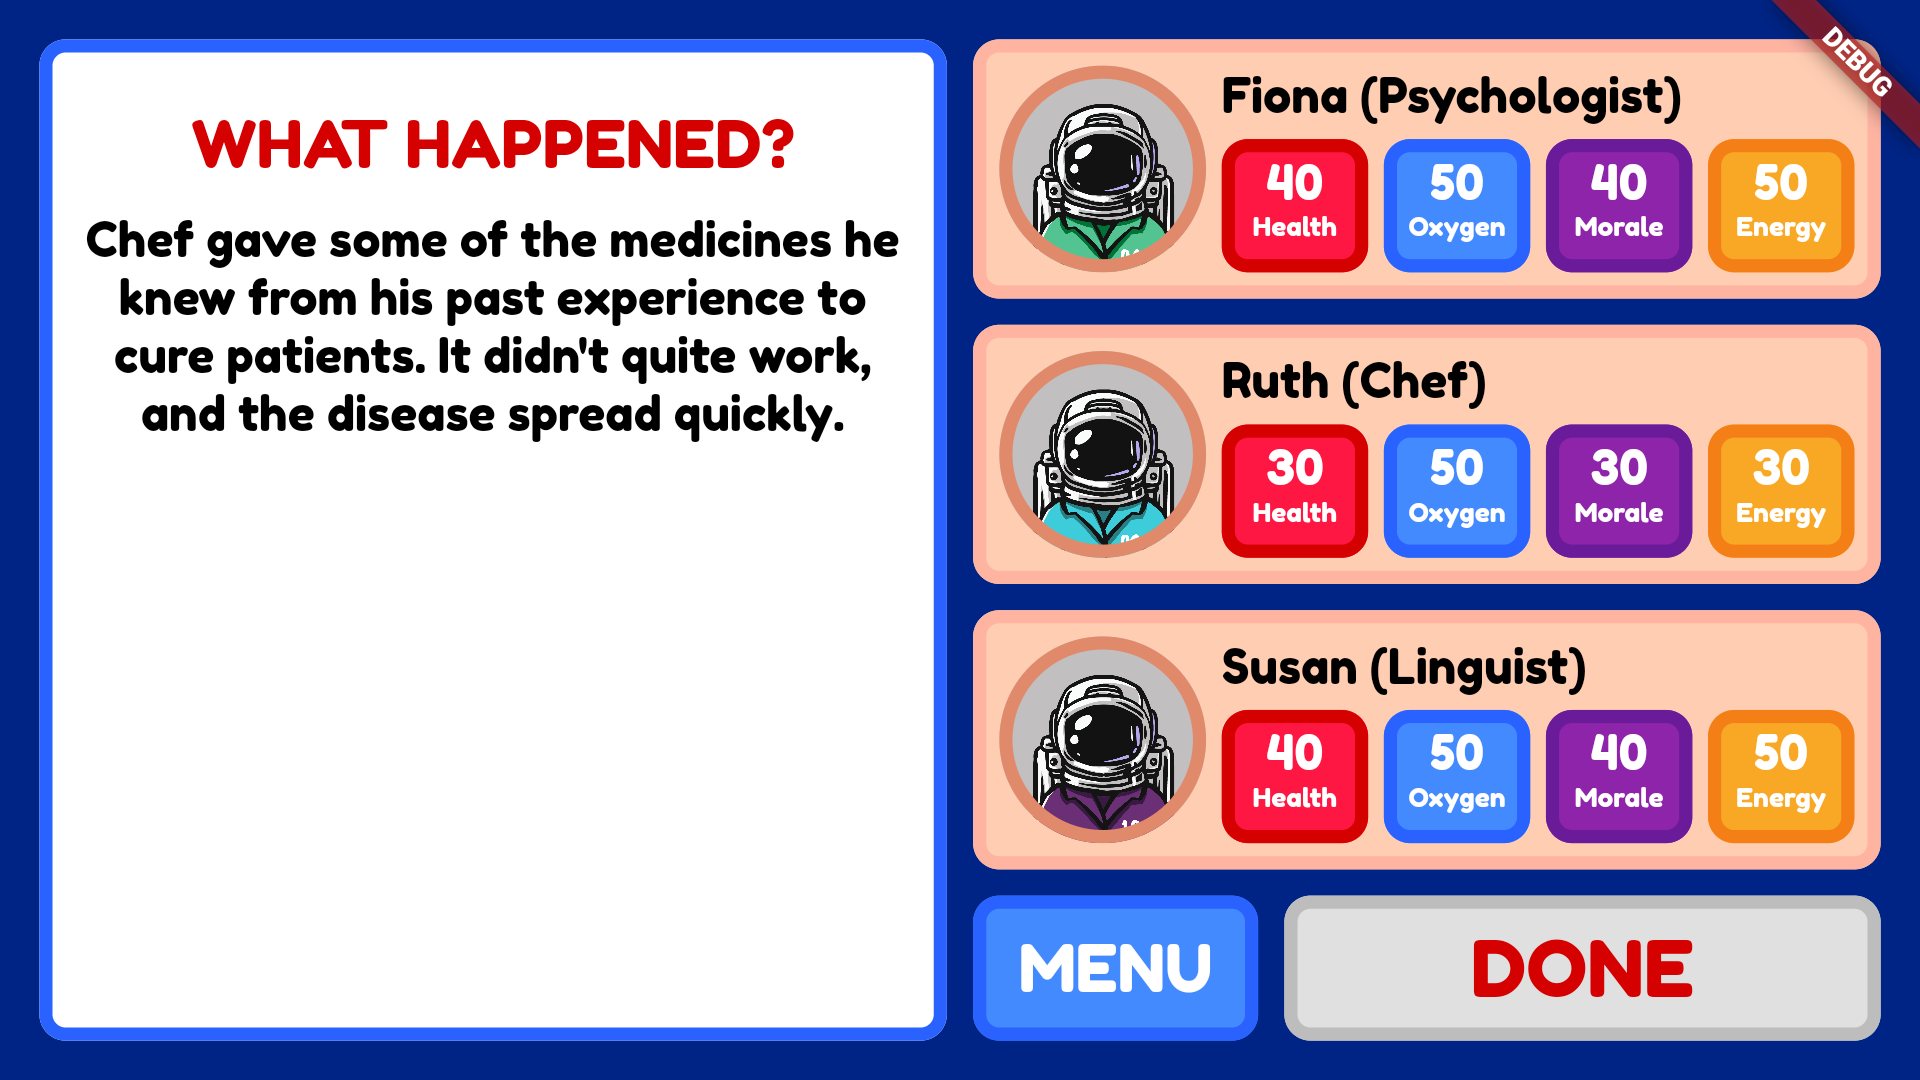 WHAT HAPPENED?
Chef gave some of the medicines he
knew from his past experience to
cure patients. It didn't quite work,
and the disease spread quickly.
Fiona (Psychologist)
40 50 40 50
Health Oxygen Morale Energy
Ruth (Chef)
30 50 30 30
Health Oxygen Morale Energy
Susan (Linguist)
40 50 40 50
Health Oxygen Morale Energy
MENU DONE
DEBUG